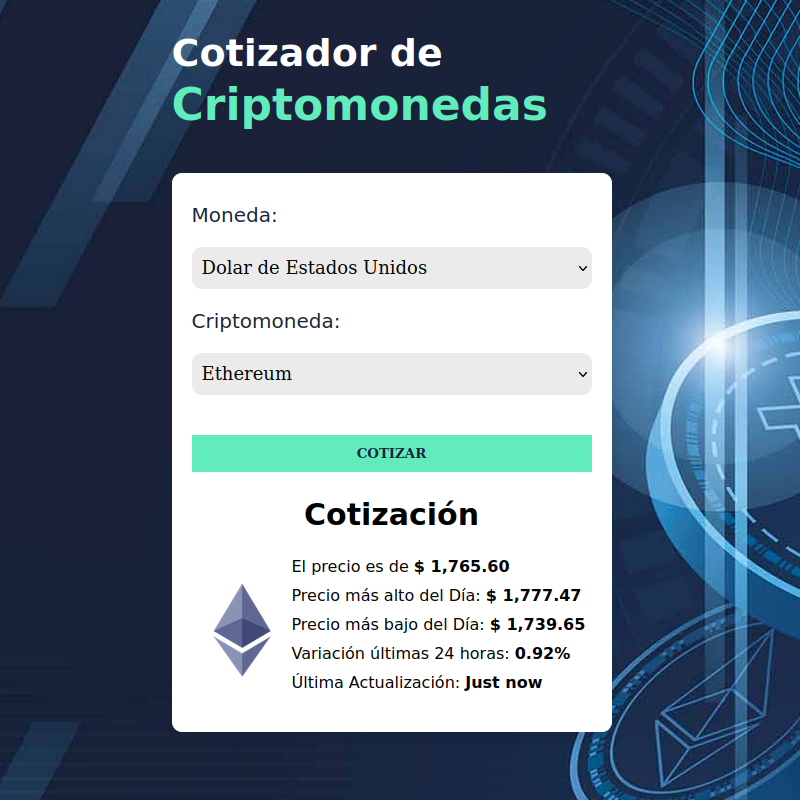 Cotizador de
Criptomonedas
Moneda:
Dolar de Estados Unidos
Criptomoneda:
Ethereum
COTIZAR
Cotización
El precio es de $ 1,765.60
Precio más alto del Día: $ 1,777.47
Precio más bajo del Día: $ 1,739.65
Variación últimas 24 horas: 0.92%
Última Actualización: Just now